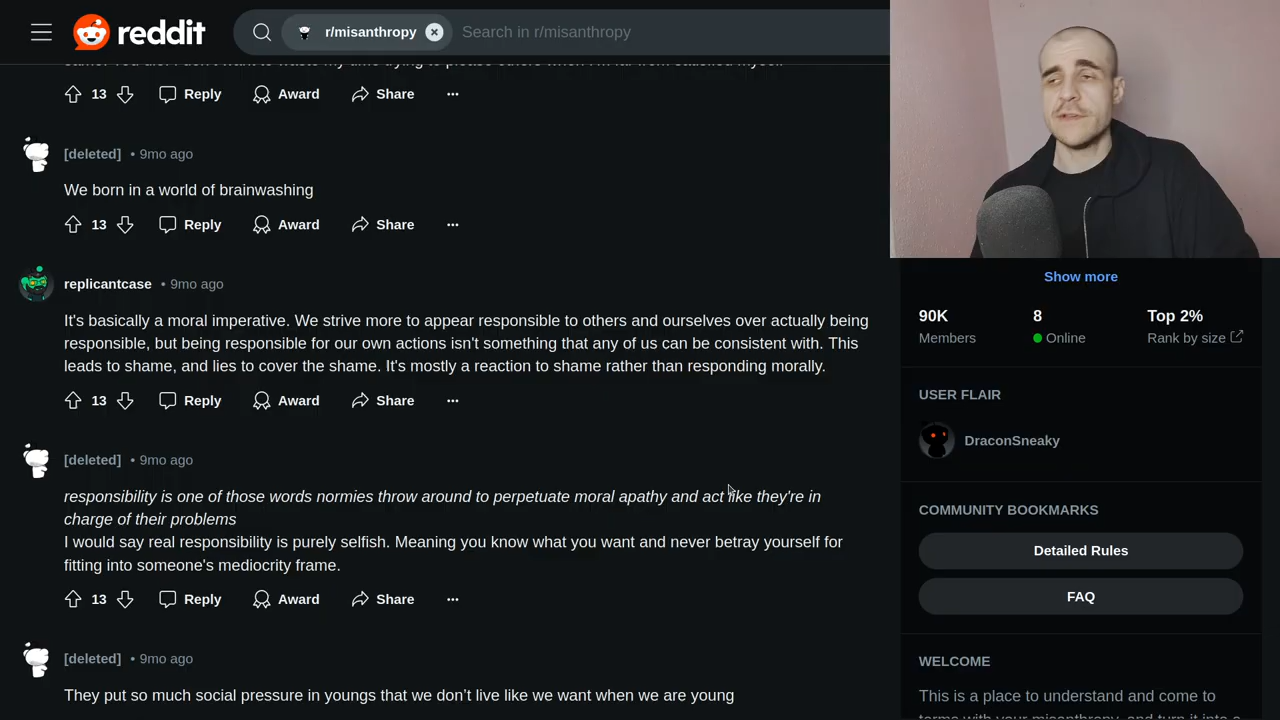 reddit
r/misanthropy
Search in r/misanthropy
13 Reply Award Share
[deleted] • 9mo ago
We born in a world of brainwashing
13 Reply Award Share
replicantcase • 9mo ago
It's basically a moral imperative. We strive more to appear responsible to others and ourselves over actually being
responsible, but being responsible for our own actions isn't something that any of us can be consistent with. This
leads to shame, and lies to cover the shame. It's mostly a reaction to shame rather than responding morally.
13 Reply Award Share
[deleted] • 9mo ago
responsibility is one of those words normies throw around to perpetuate moral apathy and act like they're in
charge of their problems
I would say real responsibility is purely selfish. Meaning you know what you want and never betray yourself for
fitting into someone's mediocrity frame.
13 Reply Award Share
[deleted] • 9mo ago
They put so much social pressure in youngs that we don’t live like we want when we are young
Show more
90K 8 Top 2%
Members Online Rank by size
USER FLAIR
DraconSneaky
COMMUNITY BOOKMARKS
Detailed Rules
FAQ
WELCOME
This is a place to understand and come to